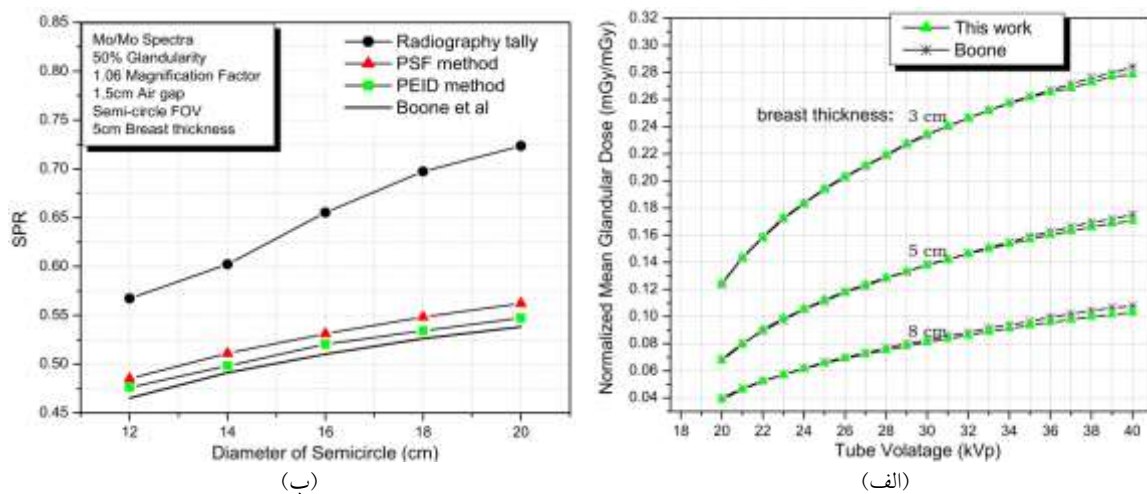 Mo/Mo Spectra
50% Glandularity
1.06 Magnification Factor
1.5cm Air gap
Semi-circle FOV
5cm Breast thickness
Radiography tally
PSF method
PEID method
Boone et al
SPR
0.85
0.80
0.75
0.70
0.65
0.60
0.55
0.50
0.45
12 14 16 18 20
Diameter of Semicircle (cm)
(ب)
This work
Boone
breast thickness: 3 cm
5 cm
8 cm
Normalized Mean Glandular Dose (mGy/mGy)
0.32
0.30
0.28
0.26
0.24
0.22
0.20
0.18
0.16
0.14
0.12
0.10
0.08
0.06
0.04
18 20 22 24 26 28 30 32 34 36 38 40
Tube Volatage (kVp)
(الف)